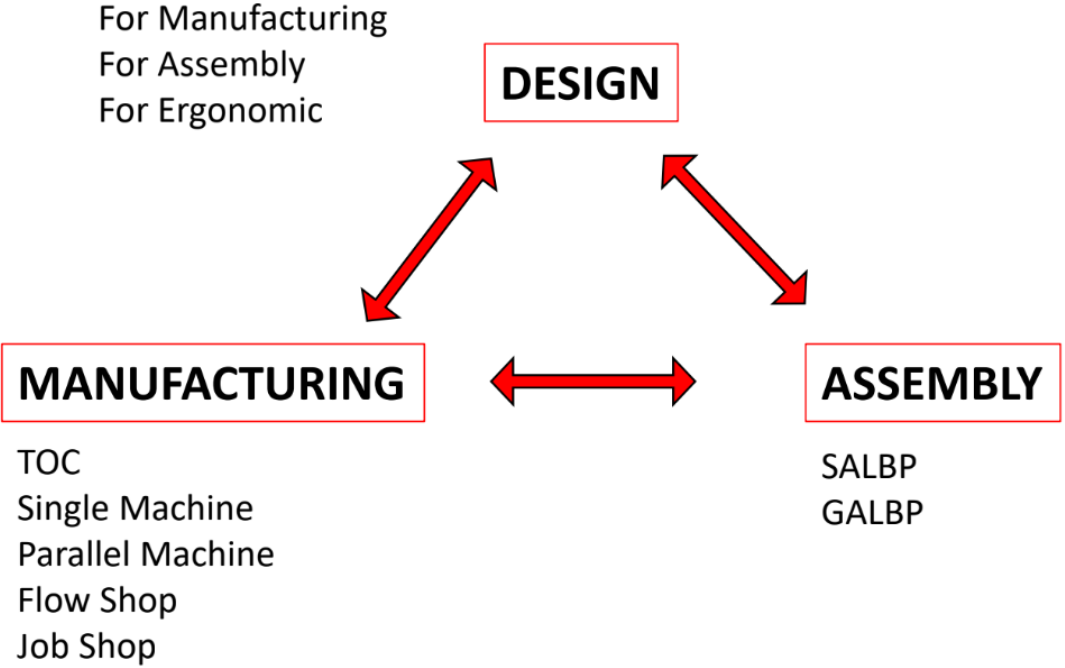 For Manufacturing
For Assembly
For Ergonomic
DESIGN
MANUFACTURING
ASSEMBLY
TOC
Single Machine
Parallel Machine
Flow Shop
Job Shop
SALBP
GALBP